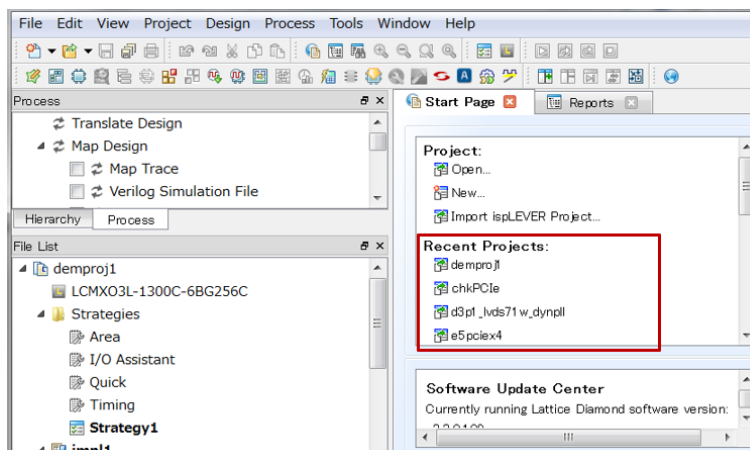 File Edit View Project Design Process Tools Window Help
Process
Translate Design
Map Design
Map Trace
Verilog Simulation File
Hierarchy Process
File List
demproj1
LCMXO3L-1300C-6BG256C
Strategies
Area
I/O Assistant
Quick
Timing
Strategy1
impl1
Start Page Reports
Project:
Open...
New...
Import ispLEVER Project...
Recent Projects:
demproj1
chkPCIe
d3p1_lvds71w_dynpll
e5pciex4
Software Update Center
Currently running Lattice Diamond software version: